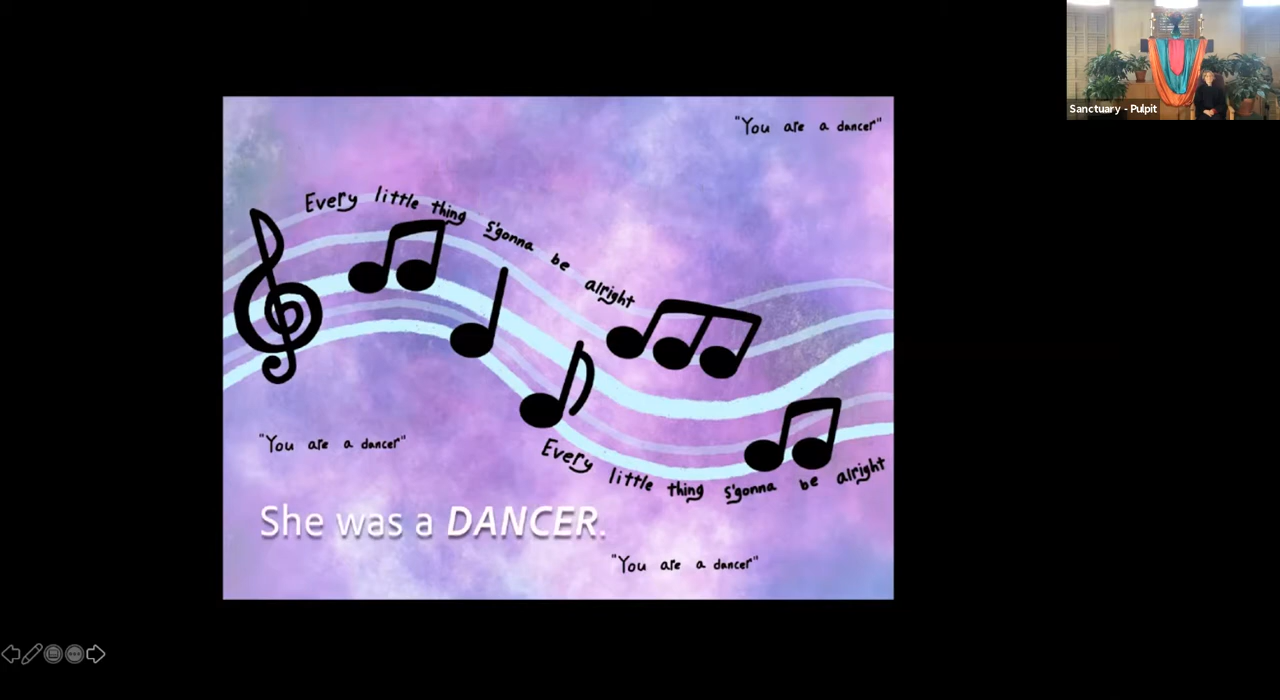 Sanctuary - Pulpit
"You are a dancer"
Every little thing s'gonna be alright
"You are a dancer"
Every little thing s'gonna be alright
She was a DANCER.
"You are a dancer"